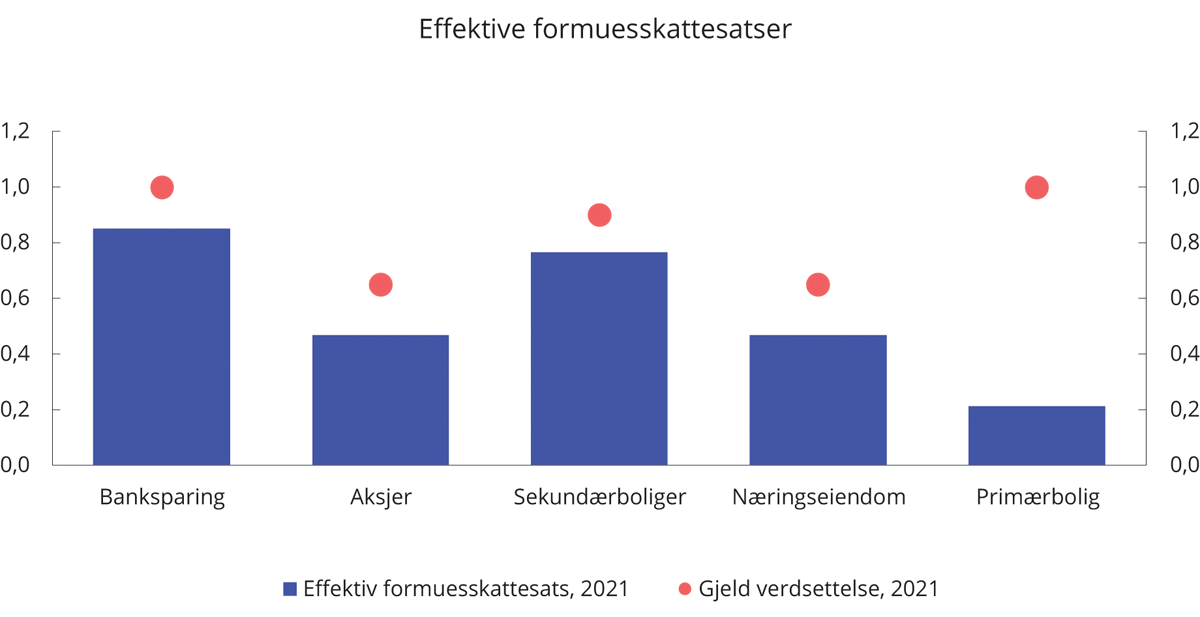 Effektive formuesskattesatser
1,2 1,2
1,0 1,0
0,8 0,8
0,6 0,6
0,4 0,4
0,2 0,2
0,0 0,0
Banksparing Aksjer Sekundærboliger Næringseiendom Primærbolig
Effektiv formuesskattesats, 2021 Gjeld verdsettelse, 2021